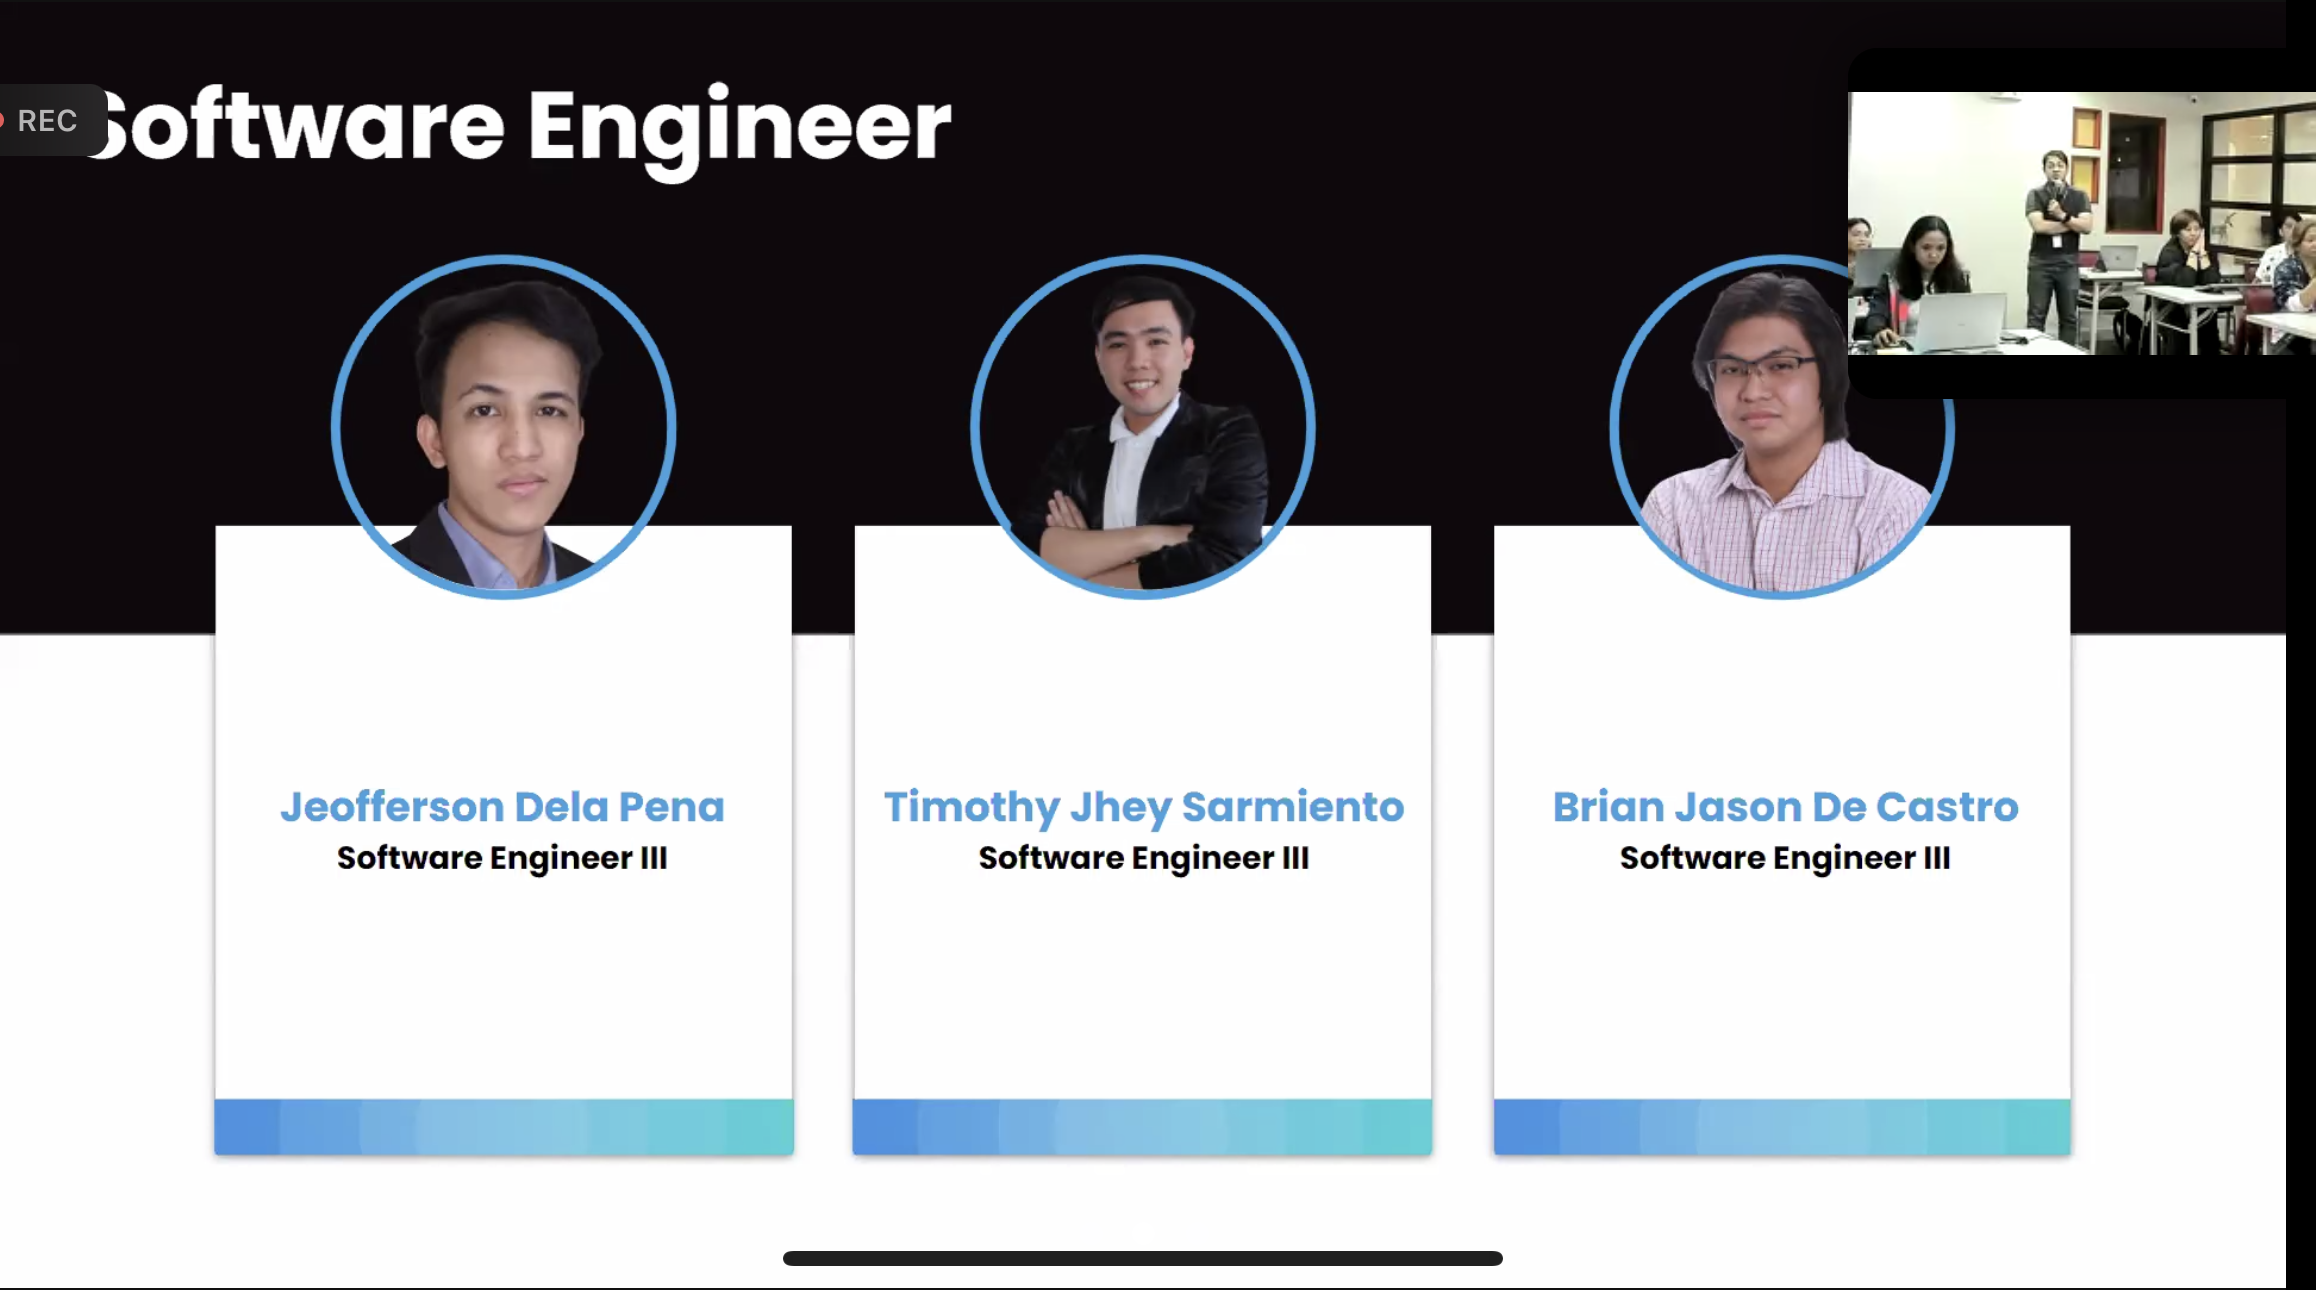 REC
Software Engineer
Jeofferson Dela Pena
Software Engineer III
Timothy Jhey Sarmiento
Software Engineer III
Brian Jason De Castro
Software Engineer III